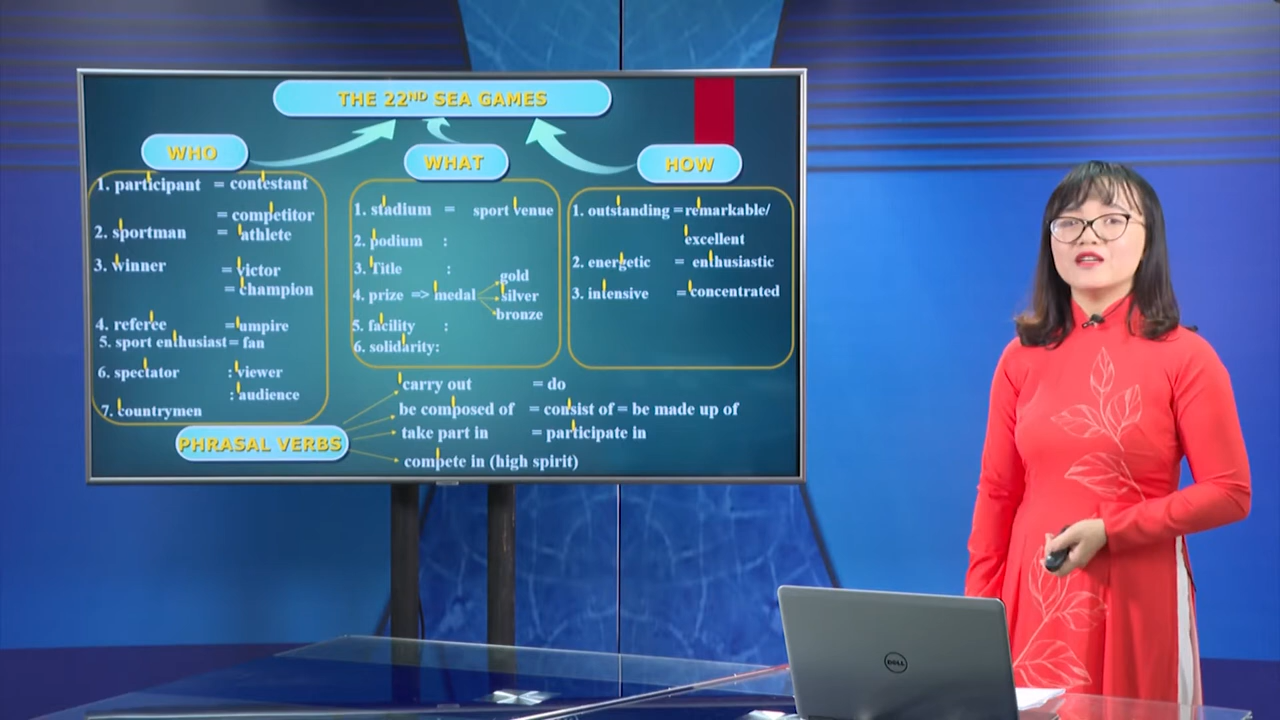 THE 22ND SEA GAMES
WHO
1. participant = contestant
= competitor
2. sportman = athlete
3. winner = victor
= champion
4. referee = umpire
5. sport enthusiast = fan
6. spectator : viewer
: audience
7. countrymen
WHAT
1. stadium = sport venue
2. podium :
3. Title :
4. prize => medal
gold
silver
bronze
5. facility :
6. solidarity:
HOW
1. outstanding = remarkable/
excellent
2. energetic = enthusiastic
3. intensive = concentrated
PHRASAL VERBS
carry out = do
be composed of = consist of = be made up of
take part in = participate in
compete in (high spirit)
DELL